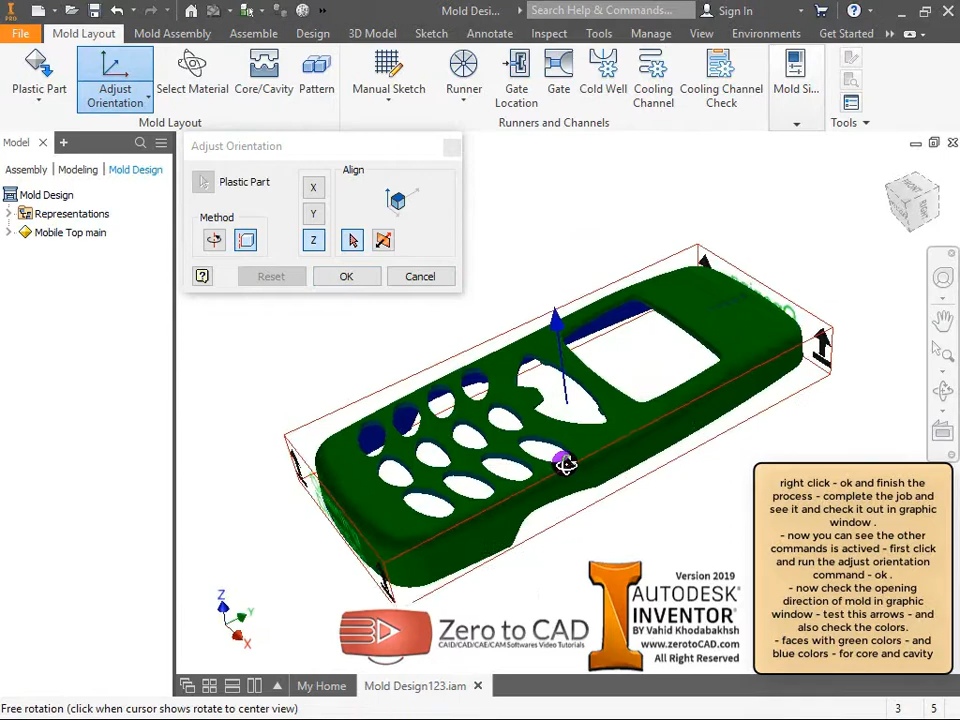 PRO
Mold Desi...
Search Help & Commands...
Sign In
File
Mold Layout
Mold Assembly
Assemble
Design
3D Model
Sketch
Annotate
Inspect
Tools
Manage
View
Environments
Get Started
Plastic Part
Adjust
Orientation
Select Material
Core/Cavity
Pattern
Manual Sketch
Runner
Gate
Location
Gate
Cold Well
Cooling
Channel
Cooling Channel
Check
Mold Si...
Mold Layout
Runners and Channels
Tools
Model
Assembly
Modeling
Mold Design
Mold Design
Representations
Mobile Top main
Adjust Orientation
Plastic Part
Method
X
Y
Z
Align
Reset
OK
Cancel
Z
Y
X
right click - ok and finish the
process - complete the job and
see it and check it out in graphic
window .
- now you can see the other
commands is actived - first click
and run the adjust orientation
command - ok .
- now check the opening
direction of mold in graphic
window - test this arrows - and
also check the colors.
- faces with green colors - and
blue colors - for core and cavity
Zero to CAD
CAID/CAD/CAE/CAM Softwares Video Tutorials
Version 2019
AUTODESK
INVENTOR
BY Vahid Khodabakhsh
www.zerotoCAD.com
All Right Reserved
My Home
Mold Design123.iam
Free rotation (click when cursor shows rotate to center view)
3
5